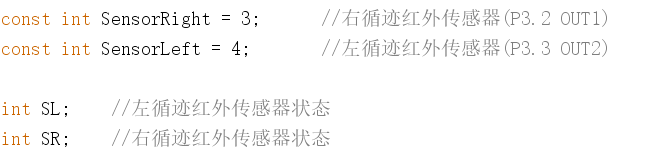 const int SensorRight = 3;      //右循迹红外传感器(P3.2 OUT1)
const int SensorLeft = 4;       //左循迹红外传感器(P3.3 OUT2)
int SL;    //左循迹红外传感器状态
int SR;    //右循迹红外传感器状态